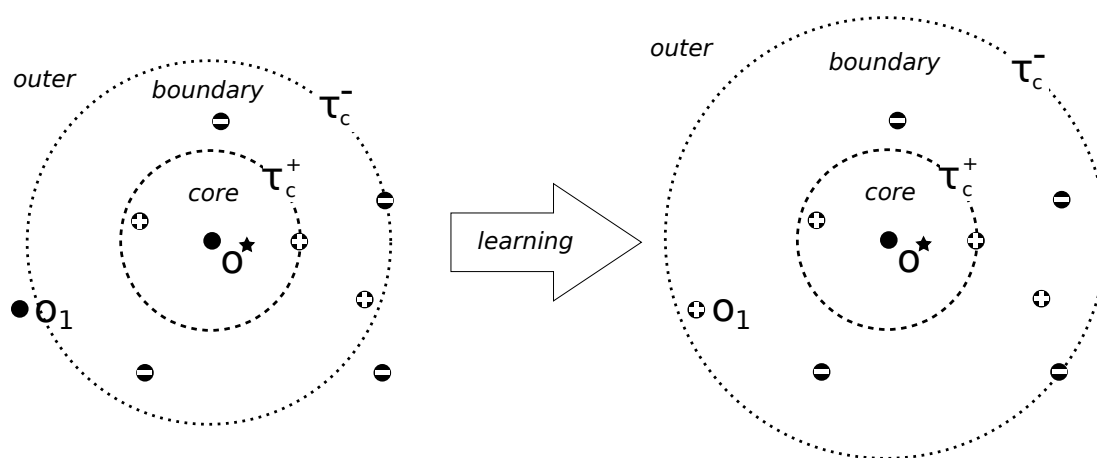 outer
boundary
τc-
τc+
core
o★
o1
learning
outer
boundary
τc-
τc+
core
o★
o1